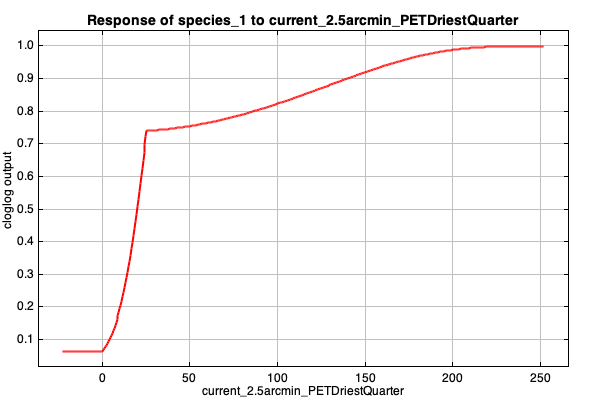 Response of species_1 to current_2.5arcmin_PETDriestQuarter
cloglog output
1.0
0.9
0.8
0.7
0.6
0.5
0.4
0.3
0.2
0.1
0 50 100 150 200 250
current_2.5arcmin_PETDriestQuarter